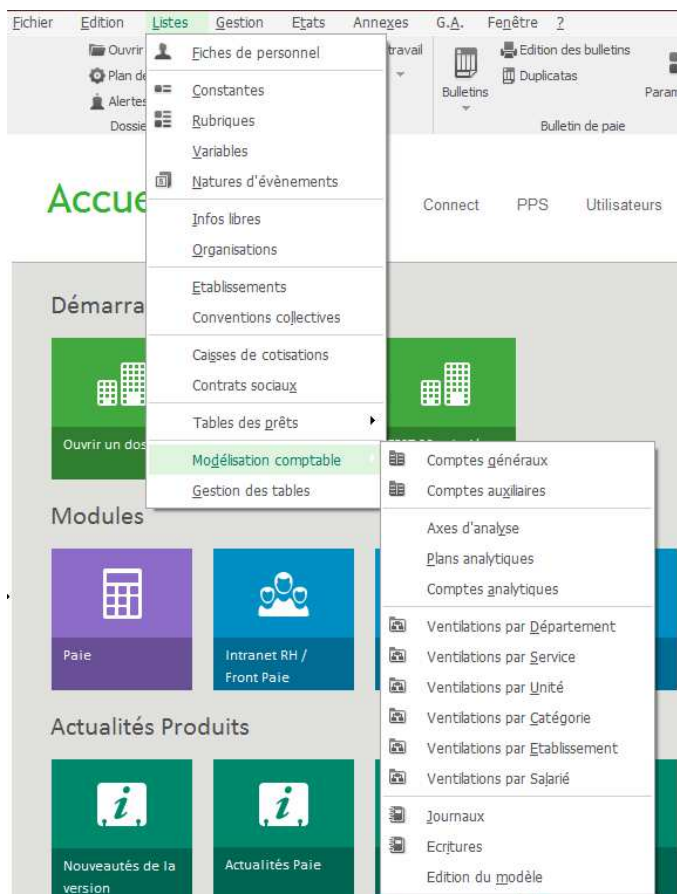 Fichier Edition Listes Gestion Etats Annexes G.A. Fenêtre ?
Ouvrir
Plan de
Alertes
Dossie
travail
Bulletins
Edition des bulletins
Duplicatas
Param
Bulletin de paie
Fiches de personnel
Constantes
Rubriques
Variables
Natures d'évènements
Infos libres
Organisations
Etablissements
Conventions collectives
Caisses de cotisations
Contrats sociaux
Tables des prêts
Modélisation comptable
Gestion des tables
Accue
Connect PPS Utilisateurs
Démarra
Ouvrir un dos
Comptes généraux
Comptes auxiliaires
Axes d'analyse
Plans analytiques
Comptes analytiques
Ventilations par Département
Ventilations par Service
Ventilations par Unité
Ventilations par Catégorie
Ventilations par Etablissement
Ventilations par Salarié
Journaux
Ecritures
Edition du modèle
Modules
Paie
Intranet RH /
Front Paie
Actualités Produits
Nouveautés de la
version
Actualités Paie